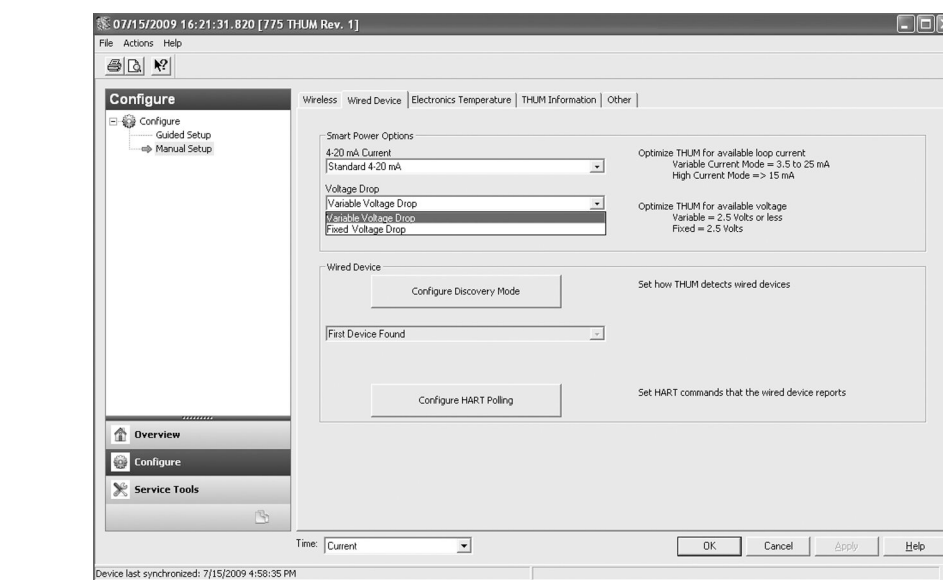 07/15/2009 16:21:31.820 [775 THUM Rev. 1]
File Actions Help
Configure
Configure
Guided Setup
Manual Setup
Overview
Configure
Service Tools
Wireless Wired Device Electronics Temperature THUM Information Other
Smart Power Options
4-20 mA Current
Standard 4-20 mA
Optimize THUM for available loop current
Variable Current Mode = 3.5 to 25 mA
High Current Mode => 15 mA
Voltage Drop
Variable Voltage Drop
Variable Voltage Drop
Fixed Voltage Drop
Optimize THUM for available voltage
Variable = 2.5 Volts or less
Fixed = 2.5 Volts
Wired Device
Configure Discovery Mode
Set how THUM detects wired devices
First Device Found
Configure HART Polling
Set HART commands that the wired device reports
Time: Current
OK Cancel Apply Help
Device last synchronized: 7/15/2009 4:58:35 PM